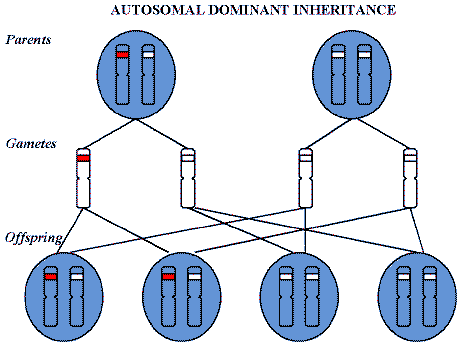 AUTOSOMAL DOMINANT INHERITANCE
Parents
Gametes
Offspring